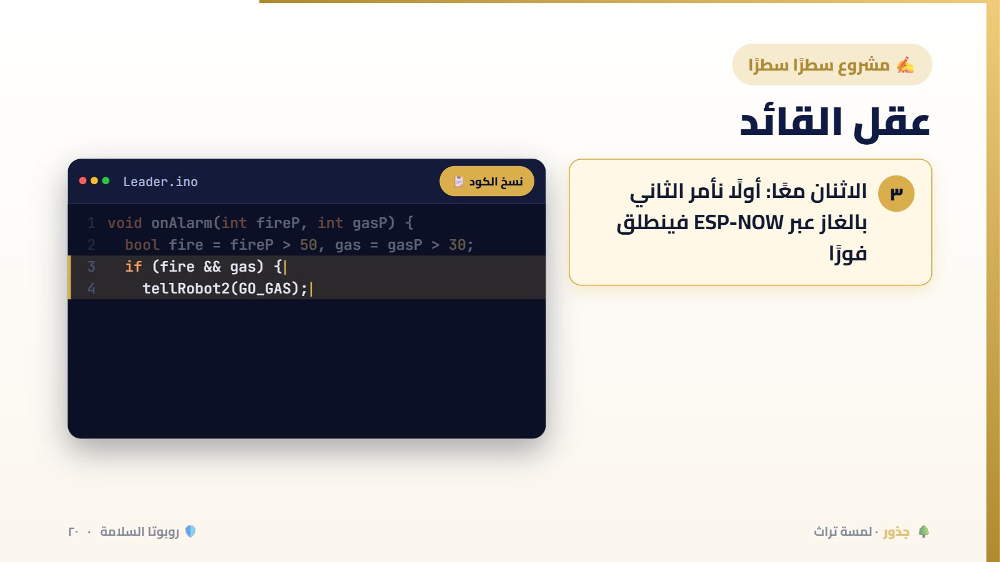 ✍️ مشروع سطرًا سطرًا
عقل القائد
٣
الاثنان معًا: أولًا نأمر الثاني
بالغاز عبر ESP-NOW فينطلق
فورًا
Leader.ino
نسخ الكود 📋
1 void onAlarm(int fireP, int gasP) {
2   bool fire = fireP > 50, gas = gasP > 30;
3   if (fire && gas) {
4     tellRobot2(GO_GAS);
🌳 جذور · لمسة تراث
🛡️ روبوتا السلامة · ٢٠